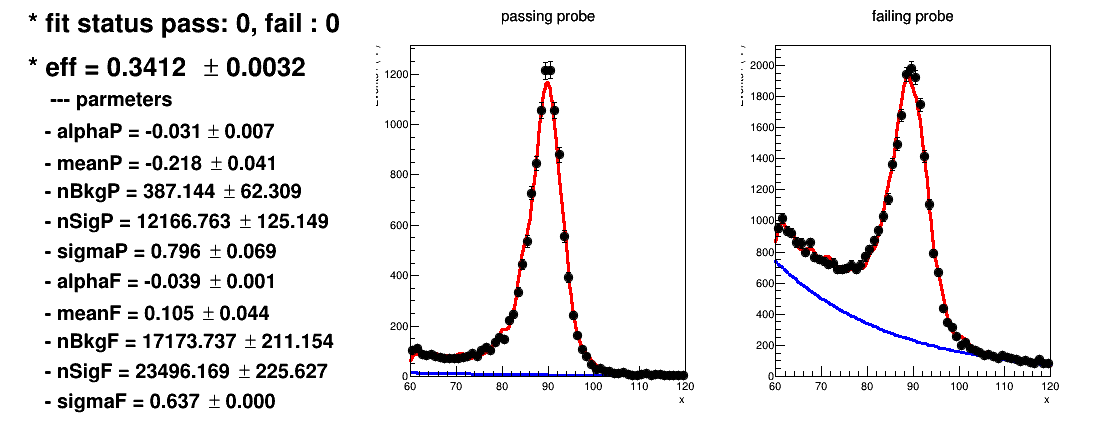 * fit status pass: 0, fail : 0
* eff = 0.3412 ± 0.0032
--- parmeters
- alphaP = -0.031 ± 0.007
- meanP = -0.218 ± 0.041
- nBkgP = 387.144 ± 62.309
- nSigP = 12166.763 ± 125.149
- sigmaP = 0.796 ± 0.069
- alphaF = -0.039 ± 0.001
- meanF = 0.105 ± 0.044
- nBkgF = 17173.737 ± 211.154
- nSigF = 23496.169 ± 225.627
- sigmaF = 0.637 ± 0.000
passing probe
1200
1000
800
600
400
200
0
60 70 80 90 100 110 120
x
failing probe
2000
1800
1600
1400
1200
1000
800
600
400
200
0
60 70 80 90 100 110 120
x